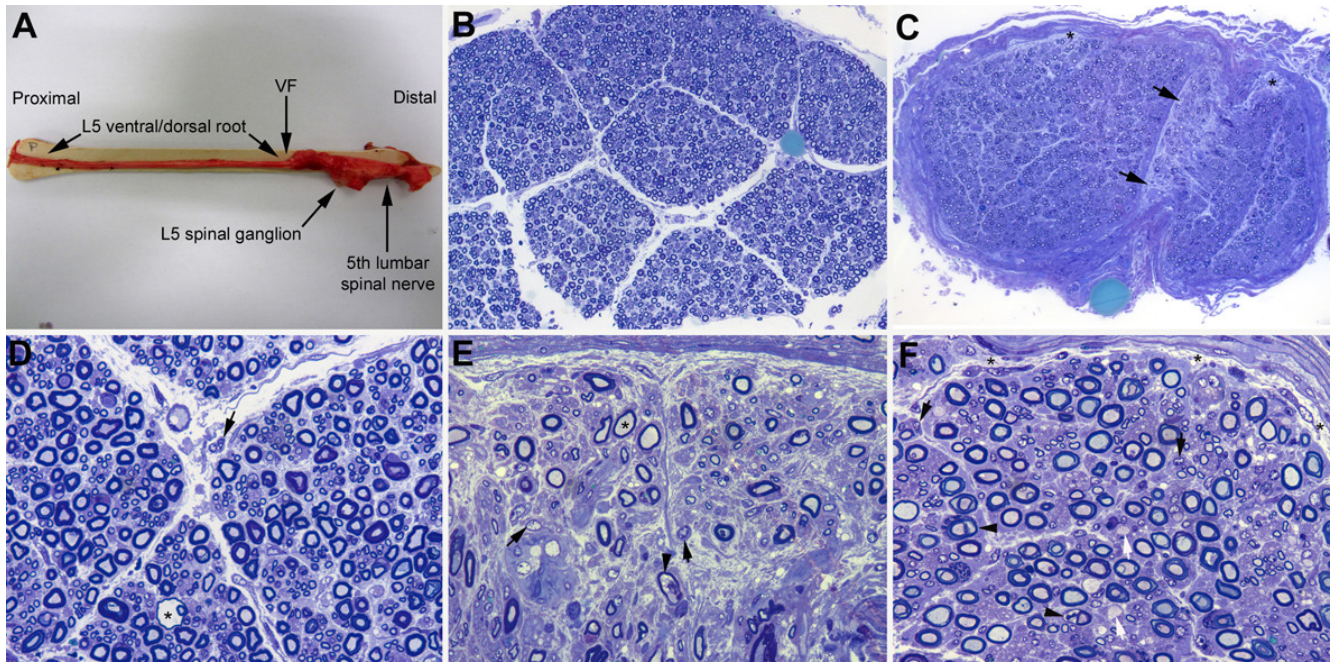 A
B
C
VF
Proximal
Distal
L5 ventral/dorsal root
L5 spinal ganglion
5th lumbar
spinal nerve
D
E
F